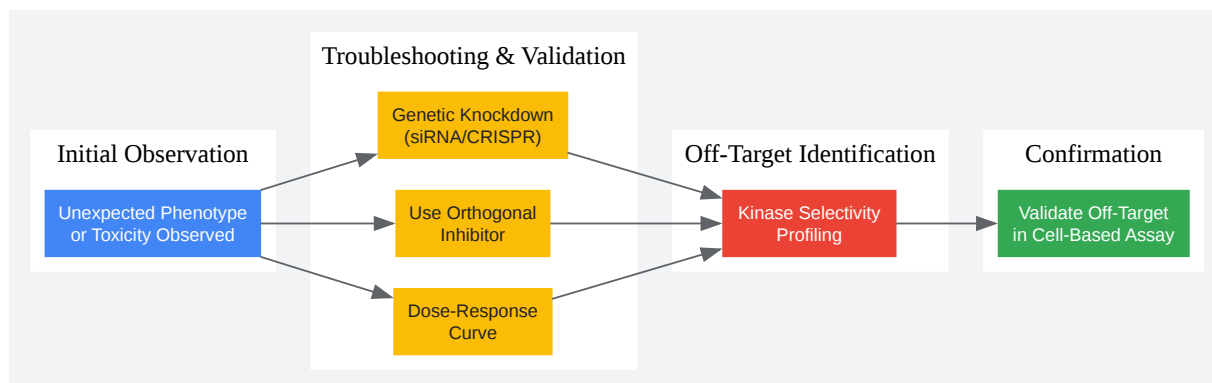 Initial Observation
Unexpected Phenotype
or Toxicity Observed
Troubleshooting & Validation
Genetic Knockdown
(siRNA/CRISPR)
Use Orthogonal
Inhibitor
Dose-Response
Curve
Off-Target Identification
Kinase Selectivity
Profiling
Confirmation
Validate Off-Target
in Cell-Based Assay